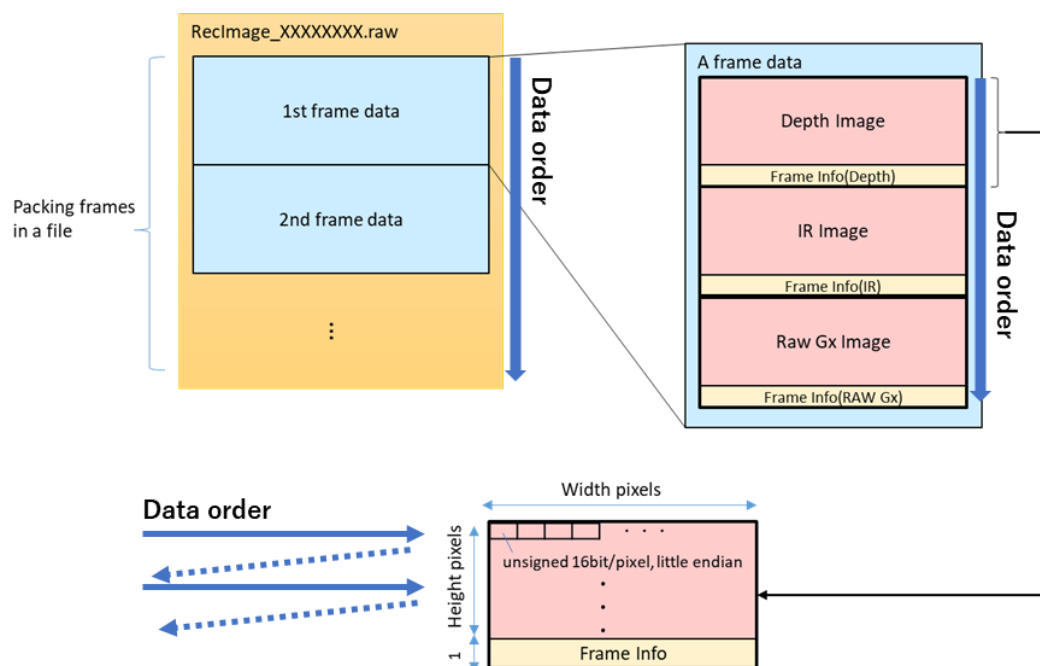 RecImage_XXXXXXXX.raw
1st frame data
2nd frame data
⋮
Data order
Packing frames
in a file
A frame data
Depth Image
Frame Info(Depth)
IR Image
Frame Info(IR)
Raw Gx Image
Frame Info(RAW Gx)
Data order
Data order
Width pixels
Height pixels
. . .
unsigned 16bit/pixel, little endian
1
Frame Info